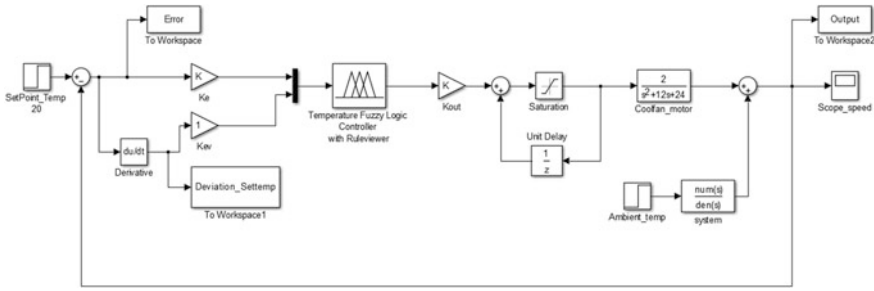 Error
To Workspace
Output
To Workspace2
SetPoint_Temp
20
K
Ke
1
Kev
du/dt
Derivative
Deviation_Settemp
To Workspace1
Temperature Fuzzy Logic
Controller
with Ruleviewer
K
Kout
Saturation
Unit Delay
1
z
2
s²+12s+24
Coolfan_motor
Scope_speed
Ambient_temp
num(s)
den(s)
system